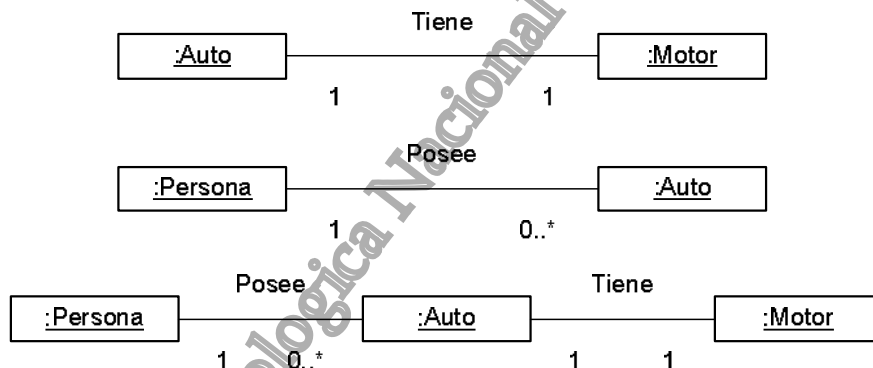 Tiene
:Auto :Motor
1 1
Posee
:Persona :Auto
1 0..*
Posee Tiene
:Persona :Auto :Motor
1 0..* 1 1
Nacional